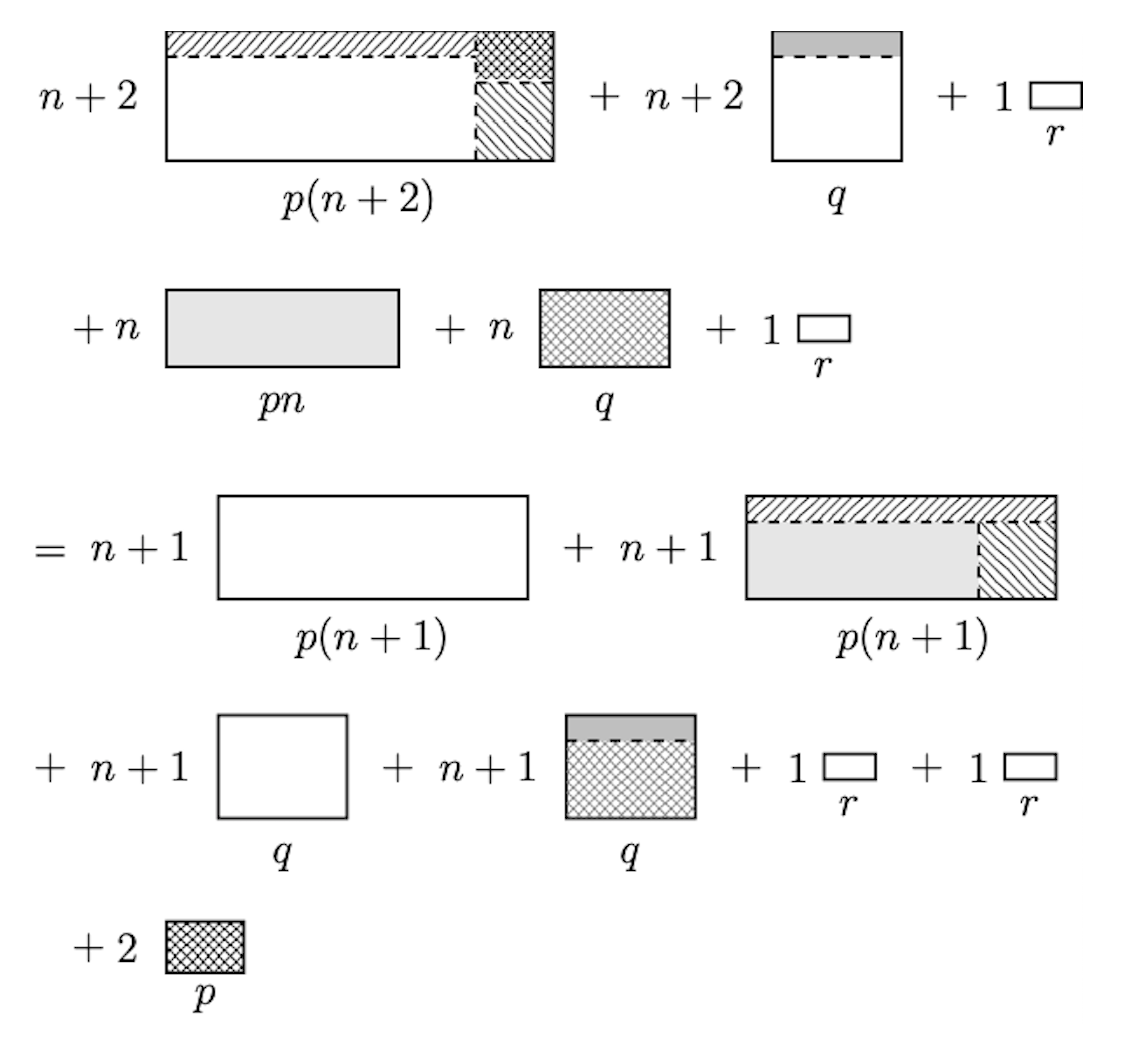 n + 2 + n + 2 + 1
r
p(n + 2) q
+ n + n + 1
r
pn q
= n + 1 + n + 1
p(n + 1) p(n + 1)
+ n + 1 + n + 1 + 1 + 1
r r
q q
+ 2
p